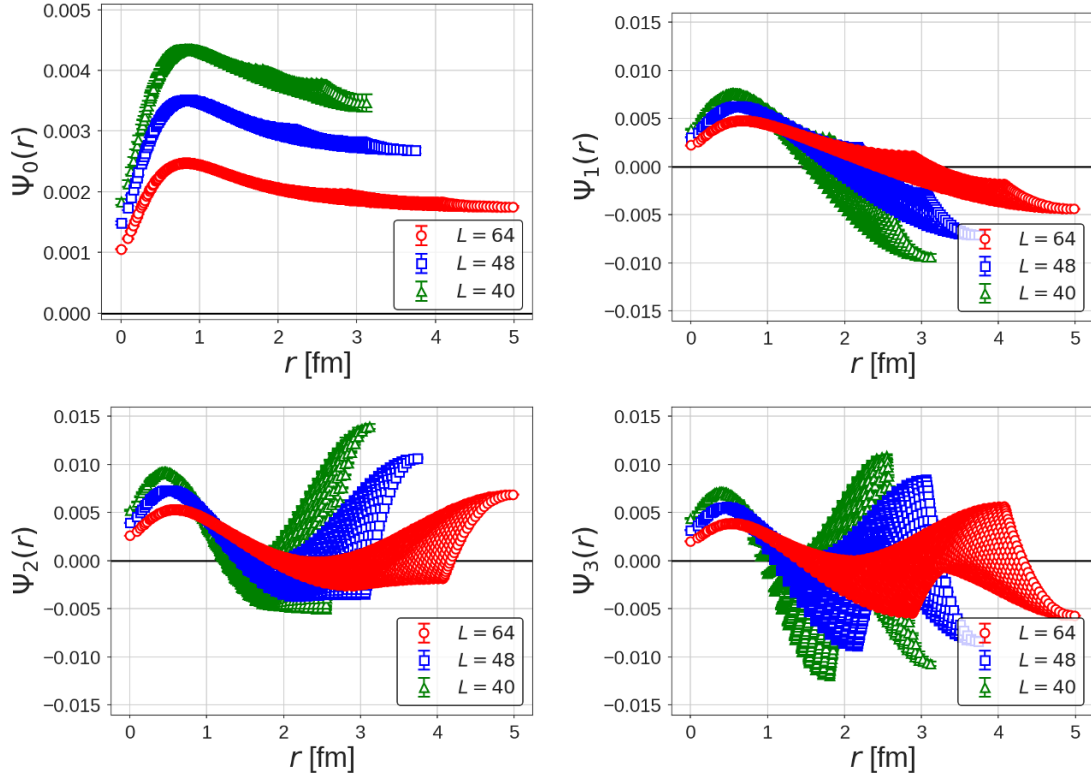 0.005
0.004
0.003
0.002
0.001
0.000
Ψ0(r)
0 1 2 3 4 5
r [fm]
L = 64
L = 48
L = 40
0.015
0.010
0.005
0.000
−0.005
−0.010
−0.015
Ψ1(r)
0 1 2 3 4 5
r [fm]
L = 64
L = 48
L = 40
0.015
0.010
0.005
0.000
−0.005
−0.010
−0.015
Ψ2(r)
0 1 2 3 4 5
r [fm]
L = 64
L = 48
L = 40
0.015
0.010
0.005
0.000
−0.005
−0.010
−0.015
Ψ3(r)
0 1 2 3 4 5
r [fm]
L = 64
L = 48
L = 40